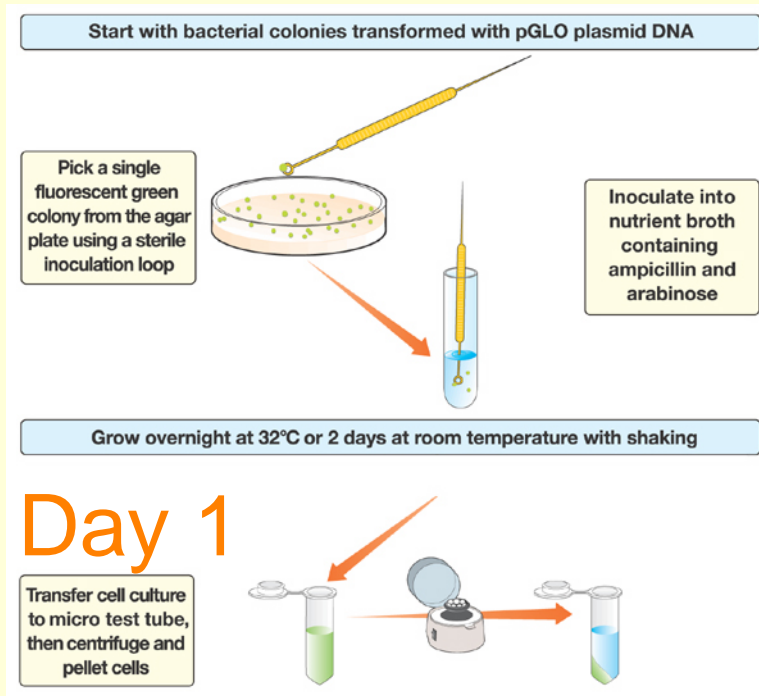 Start with bacterial colonies transformed with pGLO plasmid DNA
Pick a single
fluorescent green
colony from the agar
plate using a sterile
inoculation loop
Inoculate into
nutrient broth
containing
ampicillin and
arabinose
Grow overnight at 32°C or 2 days at room temperature with shaking
Day 1
Transfer cell culture
to micro test tube,
then centrifuge and
pellet cells